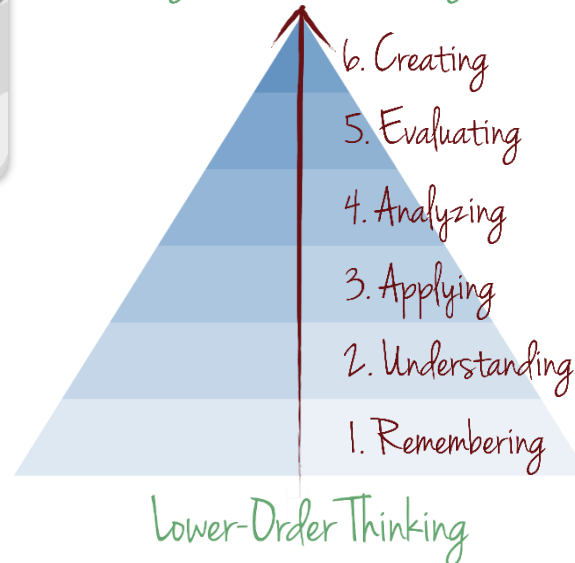 6. Creating
5. Evaluating
4. Analyzing
3. Applying
2. Understanding
1. Remembering
Lower-Order Thinking